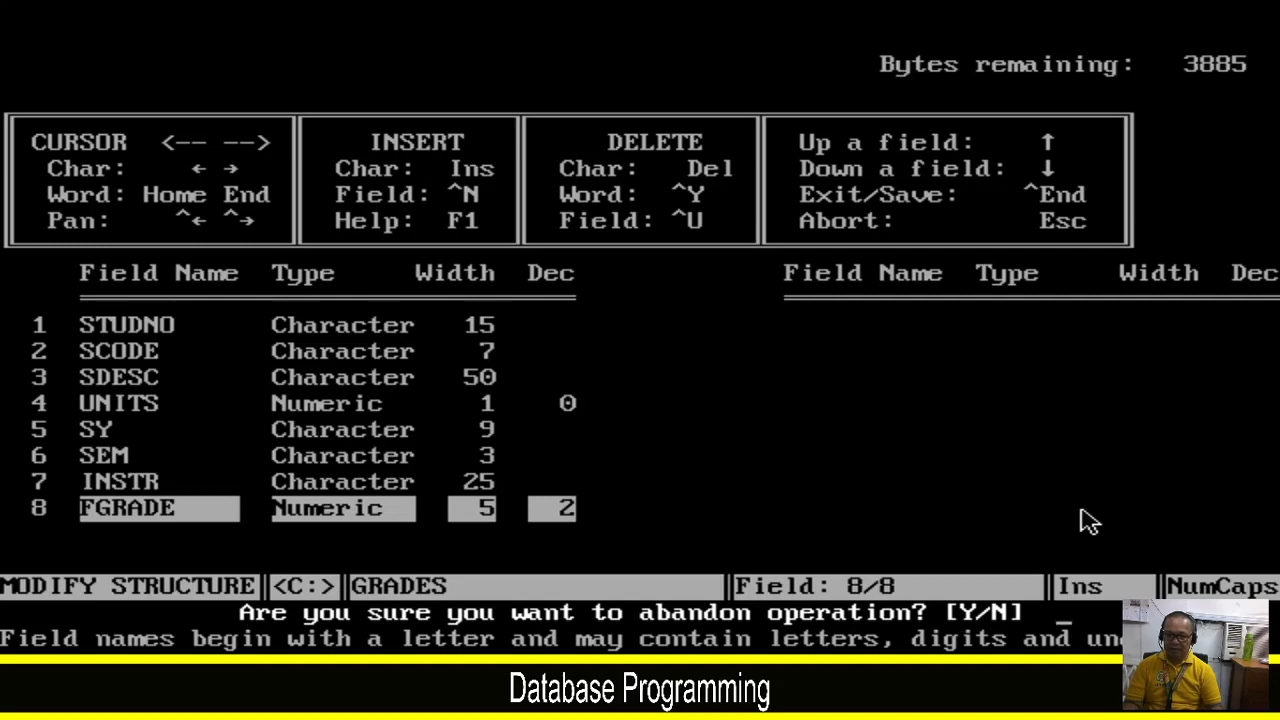 Bytes remaining: 3885
CURSOR <-- --> INSERT DELETE Up a field: ↑
Char: ← → Char: Ins Char: Del Down a field: ↓
Word: Home End Field: ^N Word: ^Y Exit/Save: ^End
Pan: ^← ^→ Help: F1 Field: ^U Abort: Esc
Field Name Type Width Dec Field Name Type Width Dec
1 STUDNO Character 15
2 SCODE Character 7
3 SDESC Character 50
4 UNITS Numeric 1 0
5 SY Character 9
6 SEM Character 3
7 INSTR Character 25
8 FGRADE Numeric 5 2
MODIFY STRUCTURE <C:> GRADES Field: 8/8 Ins NumCaps
Are you sure you want to abandon operation? [Y/N] _
Field names begin with a letter and may contain letters, digits and un
Database Programming